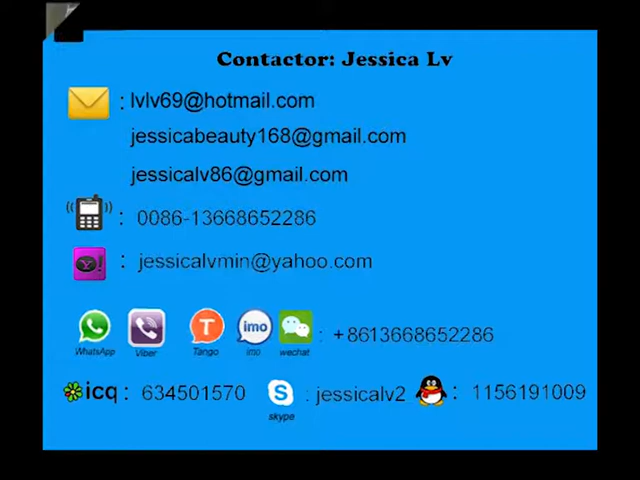 Contactor: Jessica Lv
: lvlv69@hotmail.com
jessicabeauty168@gmail.com
jessicalv86@gmail.com
: 0086-13668652286
Y! : jessicalvmin@yahoo.com
T imo : +8613668652286
WhatsApp Viber Tango imo wechat
icq : 634501570 S : jessicalv2 : 1156191009
skype